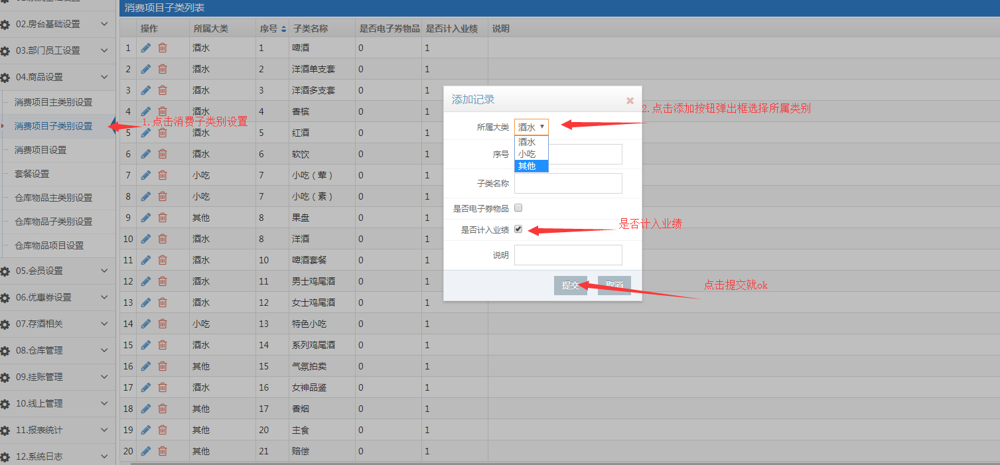 消费项目子类列表
02.房台基础设置
03.部门员工设置
04.商品设置
消费项目主类别设置
消费项目子类别设置
消费项目设置
套餐设置
仓库物品主类别设置
仓库物品子类别设置
仓库物品项目设置
05.会员设置
06.优惠券设置
07.存酒相关
08.仓库管理
09.挂账管理
10.线上管理
11.报表统计
12.系统日志
操作 所属大类 序号 子类名称 是否电子券物品 是否计入业绩 说明
1 酒水 1 啤酒 0 1
2 酒水 2 洋酒单支套 0 1
3 酒水 3 洋酒多支套 0 1
4 酒水 4 香槟 0 1
5 酒水 5 红酒 0 1
6 酒水 6 软饮 0 1
7 小吃 7 小吃（荤） 0 1
8 小吃 7 小吃（素） 0 1
9 其他 8 果盘 0 1
10 酒水 8 洋酒 0 1
11 酒水 10 啤酒套餐 0 1
12 酒水 11 男士鸡尾酒 0 1
13 酒水 12 女士鸡尾酒 0 1
14 小吃 13 特色小吃 0 1
15 酒水 14 系列鸡尾酒 0 1
16 其他 15 气氛拍卖 0 1
17 酒水 16 女神品鉴 0 1
18 其他 17 香烟 0 1
19 其他 20 主食 0 1
20 其他 21 赔偿 0 1
1.点击消费子类别设置
添加记录
所属大类 酒水
酒水
小吃
其他
序号
子类名称
是否电子券物品
是否计入业绩
说明
提交 取消
2.点击添加按钮弹出框选择所属类别
是否计入业绩
点击提交就ok